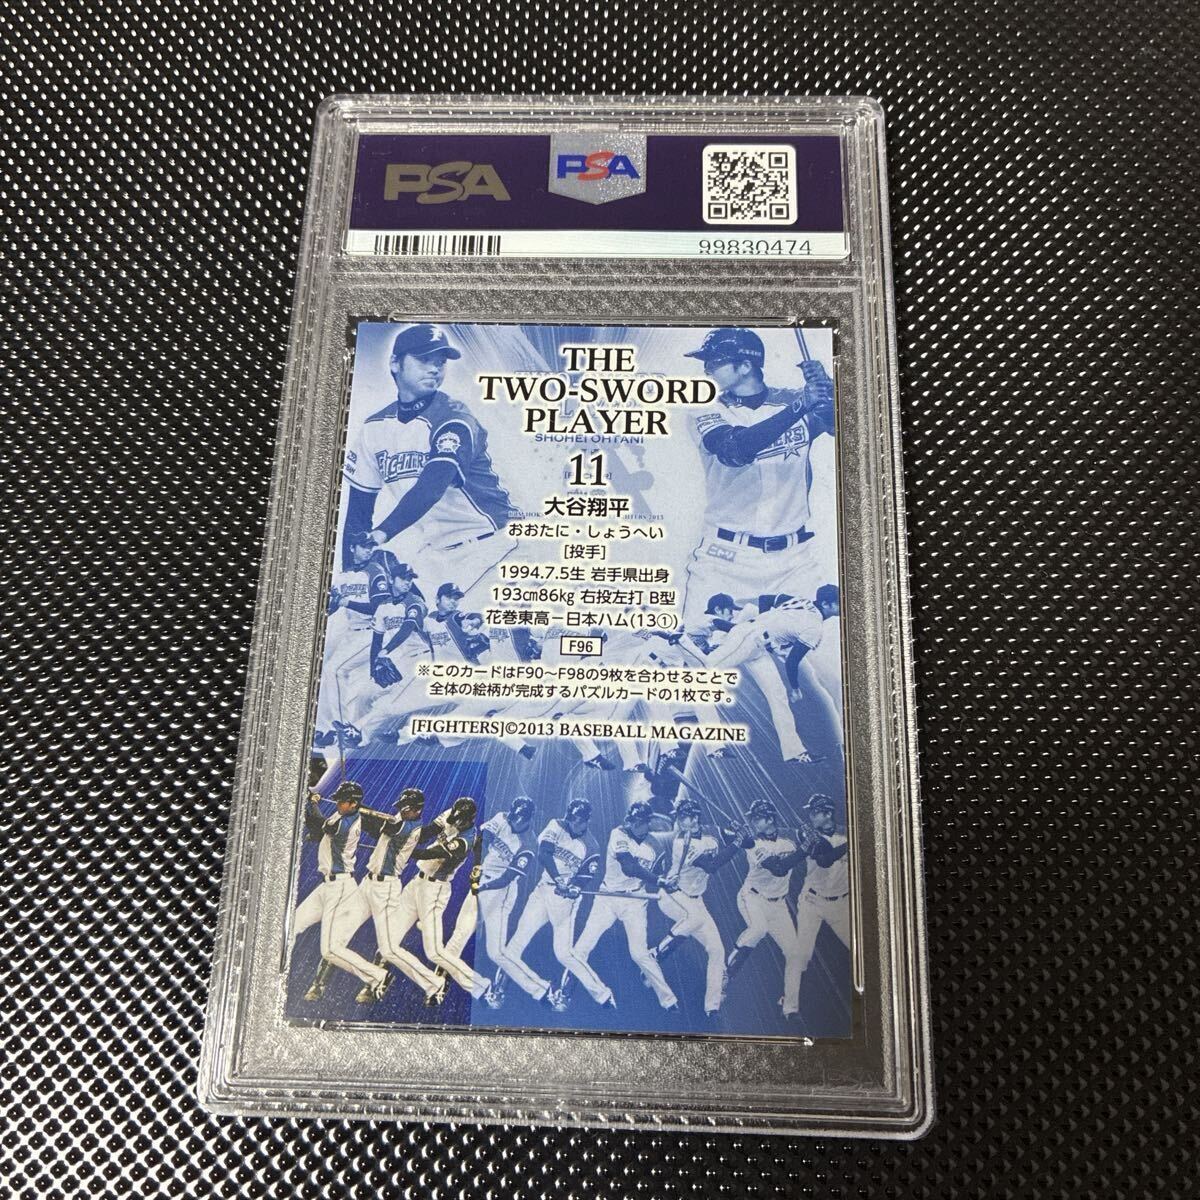 PSA
PSA
99830474
THE
TWO-SWORD
PLAYER
SHOHEI OHTANI
11
大谷翔平
おおたに・しょうへい
[投手]
1994.7.5生 岩手県出身
193㎝86㎏ 右投左打 B型
花巻東高－日本ハム(13①)
F96
※このカードはF90〜F98の9枚を合わせることで
全体の絵柄が完成するパズルカードの1枚です。
[FIGHTERS]©2013 BASEBALL MAGAZINE